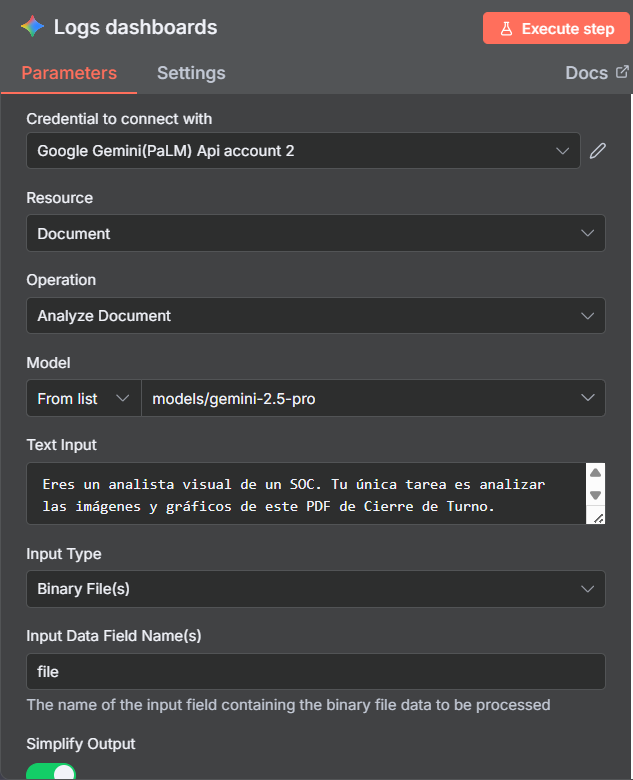 Logs dashboards
Execute step
Parameters
Settings
Docs
Credential to connect with
Google Gemini(PaLM) Api account 2
Resource
Document
Operation
Analyze Document
Model
From list
models/gemini-2.5-pro
Text Input
Eres un analista visual de un SOC. Tu única tarea es analizar
las imágenes y gráficos de este PDF de Cierre de Turno.
Input Type
Binary File(s)
Input Data Field Name(s)
file
The name of the input field containing the binary file data to be processed
Simplify Output